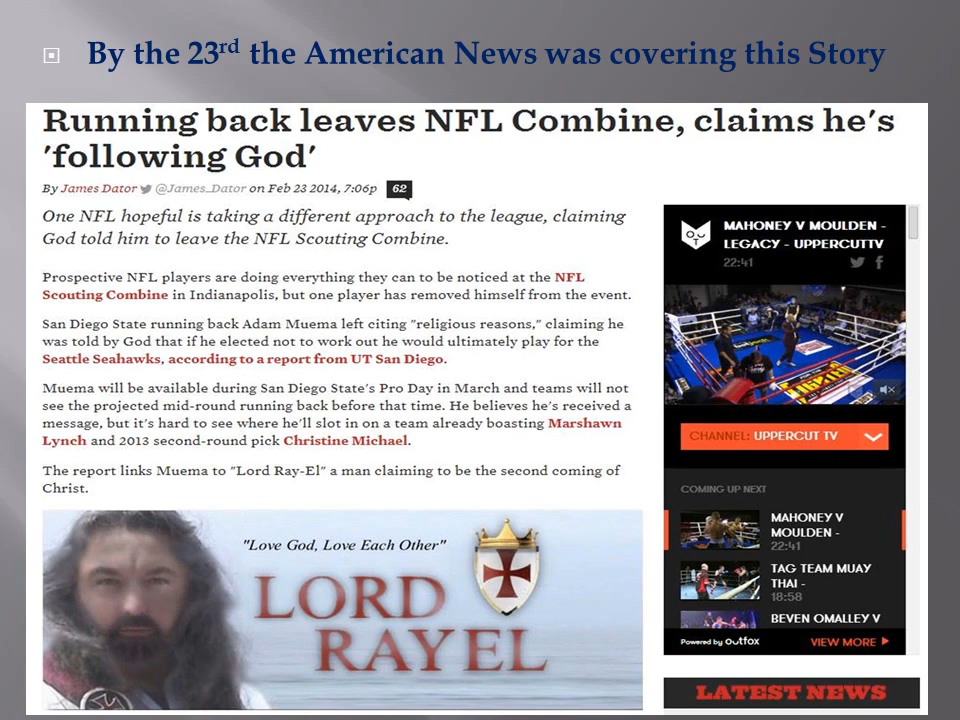 By the 23rd the American News was covering this Story
Running back leaves NFL Combine, claims he's
'following God'
By James Dator @James_Dator on Feb 23 2014, 7:06p 62
One NFL hopeful is taking a different approach to the league, claiming
God told him to leave the NFL Scouting Combine.
Prospective NFL players are doing everything they can to be noticed at the NFL
Scouting Combine in Indianapolis, but one player has removed himself from the event.
San Diego State running back Adam Muema left citing "religious reasons," claiming he
was told by God that if he elected not to work out he would ultimately play for the
Seattle Seahawks, according to a report from UT San Diego.
Muema will be available during San Diego State's Pro Day in March and teams will not
see the projected mid-round running back before that time. He believes he's received a
message, but it's hard to see where he'll slot in on a team already boasting Marshawn
Lynch and 2013 second-round pick Christine Michael.
The report links Muema to "Lord Ray-El" a man claiming to be the second coming of
Christ.
"Love God, Love Each Other"
LORD
RAYEL
MAHONEY V MOULDEN -
LEGACY - UPPERCUTTV
22:41
CHANNEL: UPPERCUT TV
COMING UP NEXT
MAHONEY V
MOULDEN -
22:41
TAG TEAM MUAY
THAI -
18:58
BEVEN OMALLEY V
Powered by Outfox VIEW MORE
LATEST NEWS